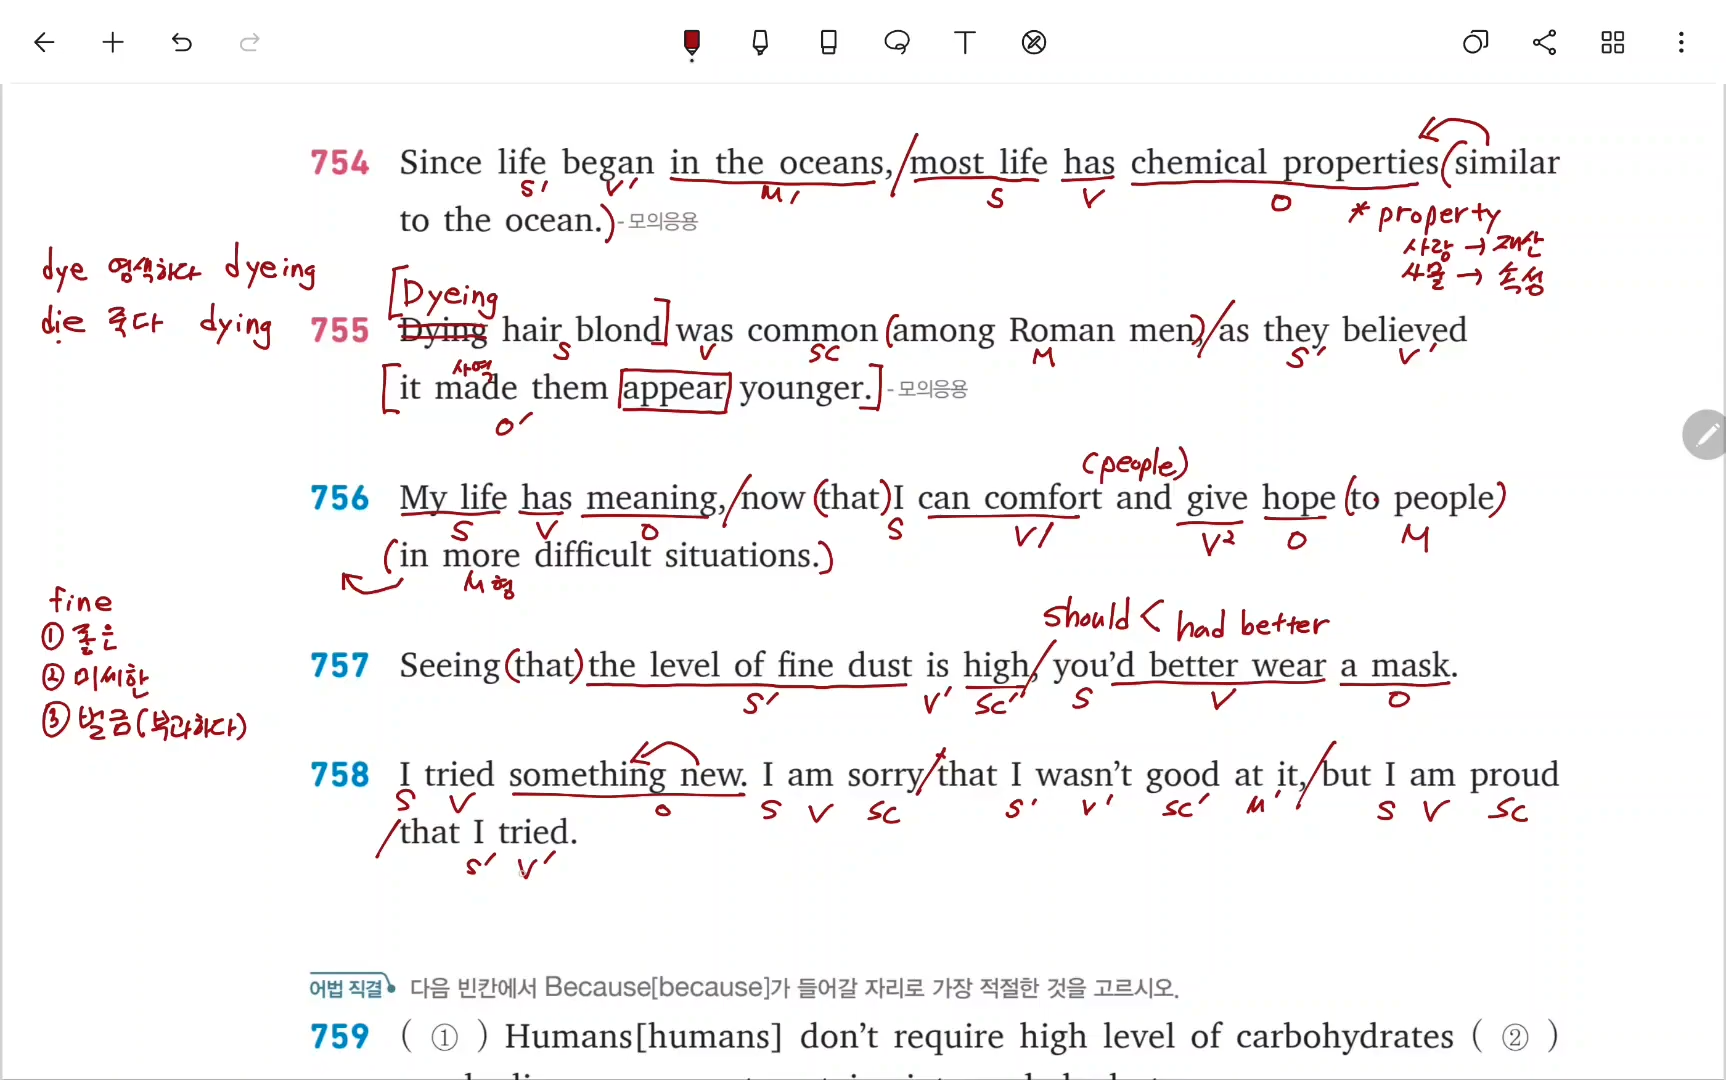 754 Since life began in the oceans, / most life has chemical properties (similar
S' V' M' S V O
to the ocean.) - 모의응용
* property
사람 → 재산
사물 → 속성
dye 염색하다 dyeing
die 죽다 dying
[Dyeing
755 Dying hair blond] was common (among Roman men,) / as they believed
S V SC M S' V'
사역
[it made them appear younger.] - 모의응용
O'
(people)
756 My life has meaning, / now (that) I can comfort and give hope (to people)
S V O S V1 V2 O M
(in more difficult situations.)
M 형
fine
① 좋은
② 미세한
③ 벌금(부과하다)
should < had better
757 Seeing (that) the level of fine dust is high, / you'd better wear a mask.
S' V' SC' S V O
758 I tried something new. I am sorry / that I wasn't good at it, / but I am proud
S V O S V SC S' V' SC' M' S V SC
/ that I tried.
S' V'
어법 직결 다음 빈칸에서 Because[because]가 들어갈 자리로 가장 적절한 것을 고르시오.
759 ( ① ) Humans[humans] don't require high level of carbohydrates ( ② )